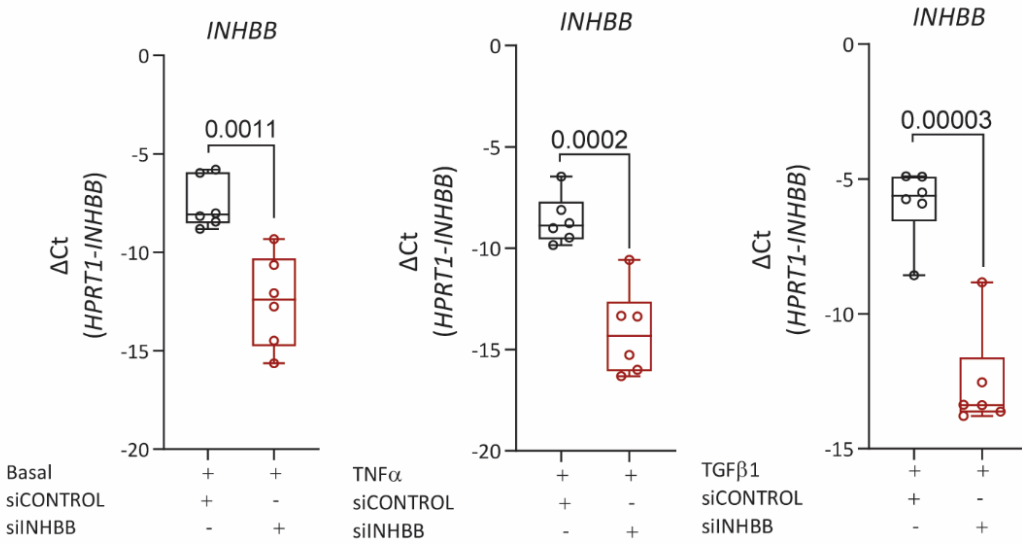 INHBB
0
-5
-10
-15
-20
0.0011
ΔCt
(HPRT1-INHBB)
Basal + +
siCONTROL + -
siINHBB - +
INHBB
0
-5
-10
-15
-20
0.0002
ΔCt
(HPRT1-INHBB)
TNFα + +
siCONTROL + -
siINHBB - +
INHBB
0
-5
-10
-15
0.00003
ΔCt
(HPRT1-INHBB)
TGFβ1 + +
siCONTROL + -
siINHBB - +